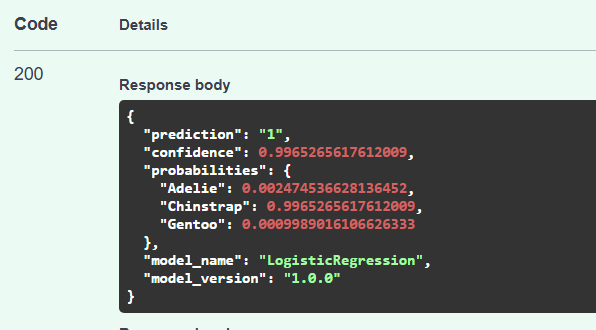 Code Details
200
Response body
{
"prediction": "1",
"confidence": 0.9965265617612009,
"probabilities": {
"Adelie": 0.002474536628136452,
"Chinstrap": 0.9965265617612009,
"Gentoo": 0.0009989016106626333
},
"model_name": "LogisticRegression",
"model_version": "1.0.0"
}